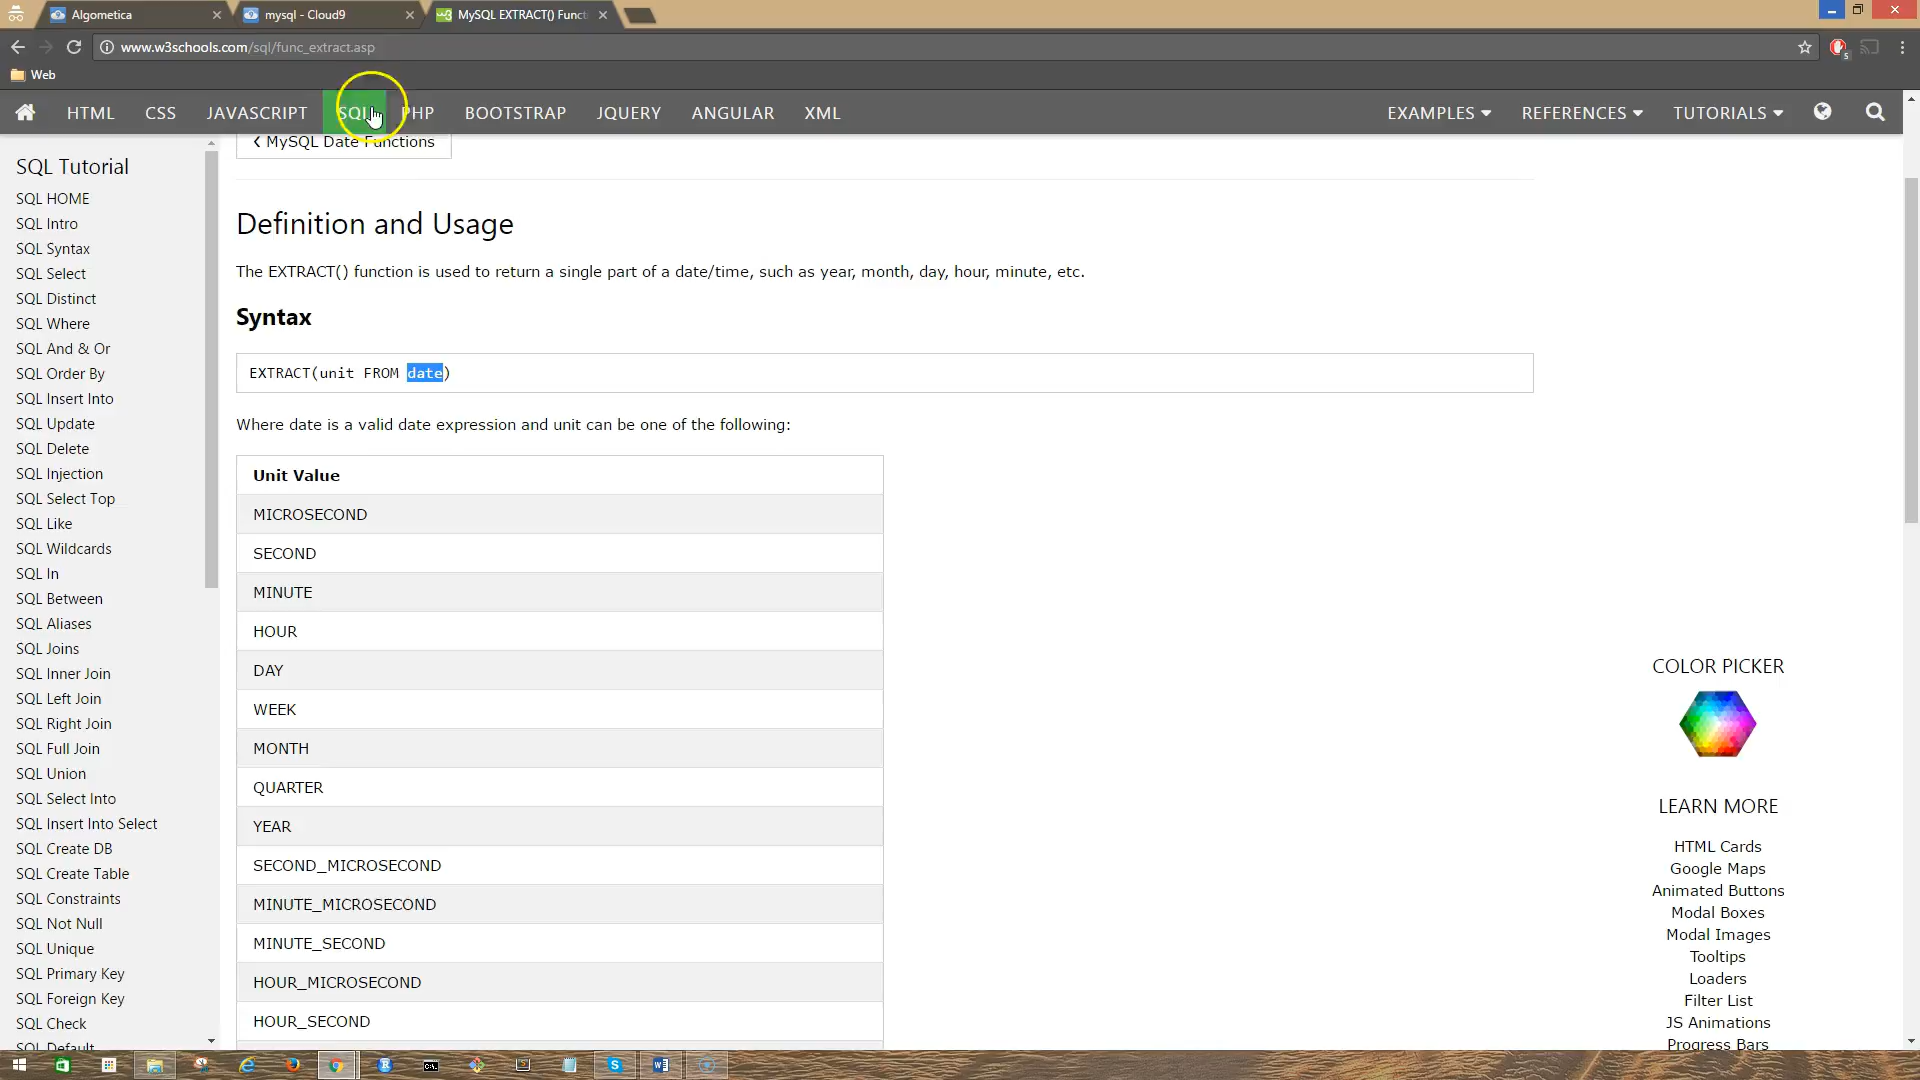 Algometica
mysql - Cloud9
MySQL EXTRACT() Funct
www.w3schools.com/sql/func_extract.asp
5
Web
HTML
CSS
JAVASCRIPT
SQL
PHP
BOOTSTRAP
JQUERY
ANGULAR
XML
EXAMPLES
REFERENCES
TUTORIALS
SQL Tutorial
SQL HOME
SQL Intro
SQL Syntax
SQL Select
SQL Distinct
SQL Where
SQL And & Or
SQL Order By
SQL Insert Into
SQL Update
SQL Delete
SQL Injection
SQL Select Top
SQL Like
SQL Wildcards
SQL In
SQL Between
SQL Aliases
SQL Joins
SQL Inner Join
SQL Left Join
SQL Right Join
SQL Full Join
SQL Union
SQL Select Into
SQL Insert Into Select
SQL Create DB
SQL Create Table
SQL Constraints
SQL Not Null
SQL Unique
SQL Primary Key
SQL Foreign Key
SQL Check
SQL Default
❮ MySQL Date Functions
Definition and Usage
The EXTRACT() function is used to return a single part of a date/time, such as year, month, day, hour, minute, etc.
Syntax
EXTRACT(unit FROM date)
Where date is a valid date expression and unit can be one of the following:
Unit Value
MICROSECOND
SECOND
MINUTE
HOUR
DAY
WEEK
MONTH
QUARTER
YEAR
SECOND_MICROSECOND
MINUTE_MICROSECOND
MINUTE_SECOND
HOUR_MICROSECOND
HOUR_SECOND
COLOR PICKER
LEARN MORE
HTML Cards
Google Maps
Animated Buttons
Modal Boxes
Modal Images
Tooltips
Loaders
Filter List
JS Animations
Progress Bars